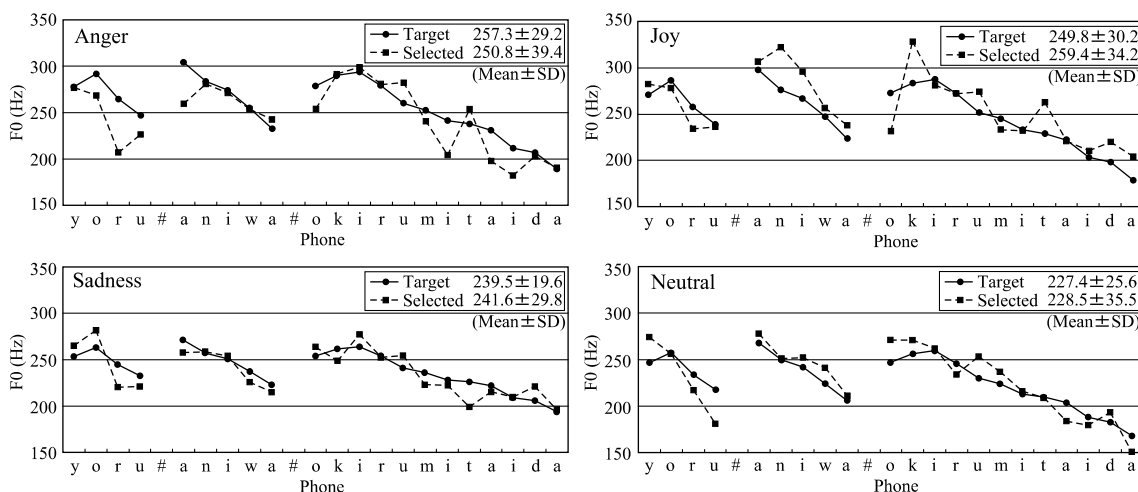 Anger
Target 257.3±29.2
Selected 250.8±39.4
(Mean±SD)
350
300
250
200
150
F0 (Hz)
y o r u # a n i w a # o k i r u m i t a i d a
Phone
Joy
Target 249.8±30.2
Selected 259.4±34.2
(Mean±SD)
350
300
250
200
150
F0 (Hz)
y o r u # a n i w a # o k i r u m i t a i d a
Phone
Sadness
Target 239.5±19.6
Selected 241.6±29.8
(Mean±SD)
350
300
250
200
150
F0 (Hz)
y o r u # a n i w a # o k i r u m i t a i d a
Phone
Neutral
Target 227.4±25.6
Selected 228.5±35.5
(Mean±SD)
350
300
250
200
150
F0 (Hz)
y o r u # a n i w a # o k i r u m i t a i d a
Phone